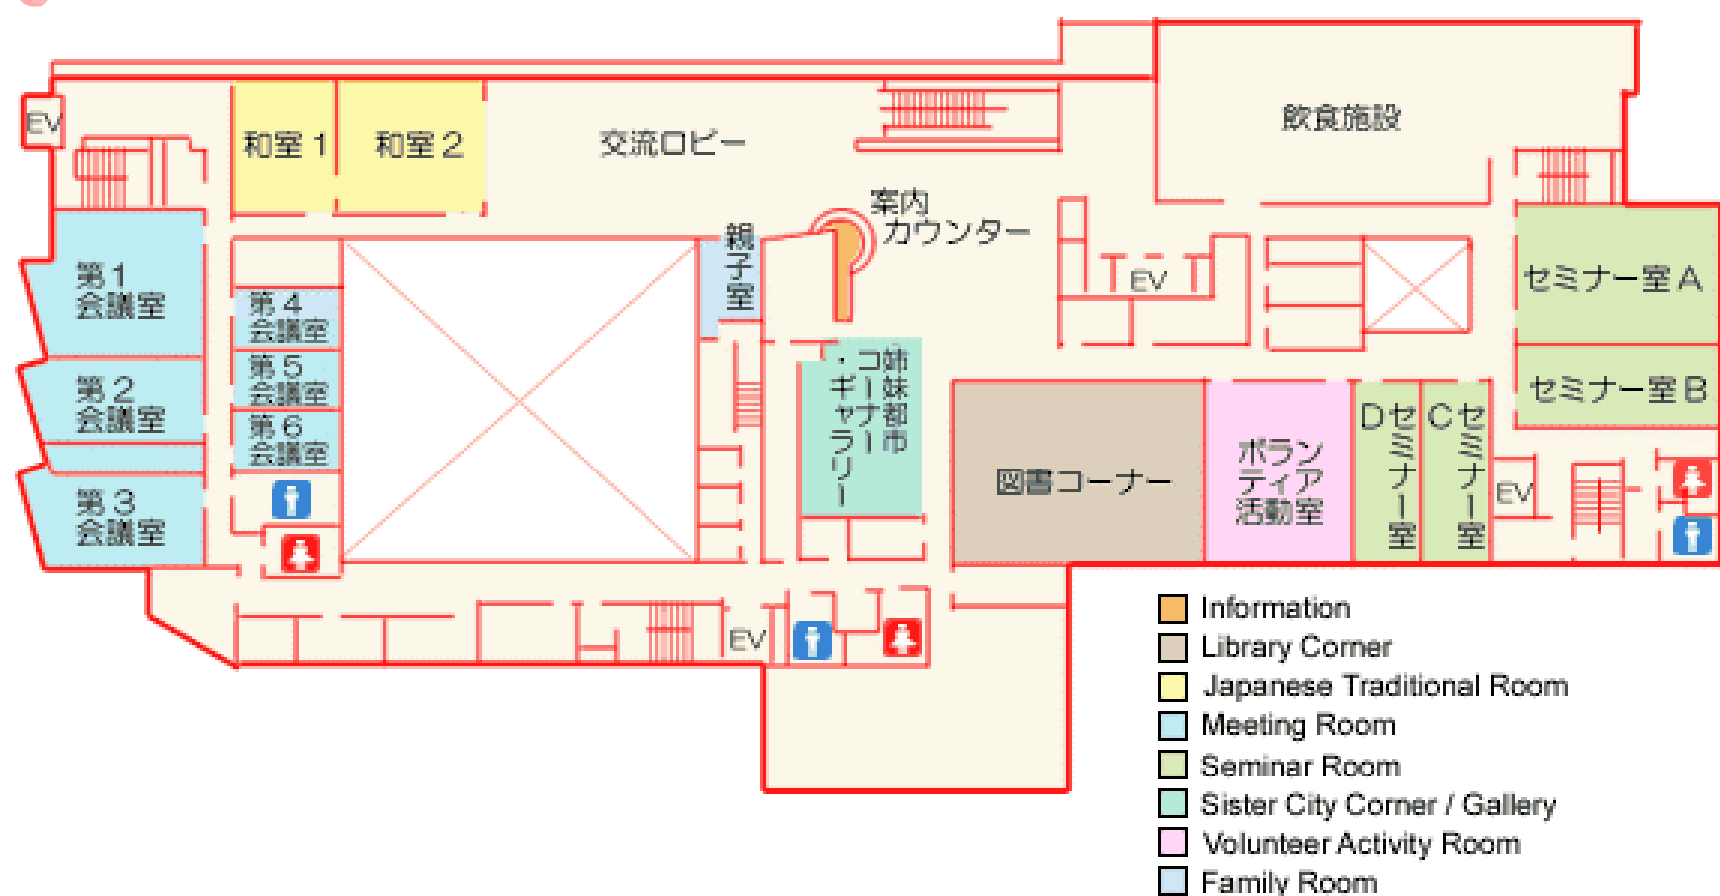 EV
和室1
和室2
交流ロビー
飲食施設
案内
カウンター
親子室
第1
会議室
第2
会議室
第3
会議室
第4
会議室
第5
会議室
第6
会議室
EV
セミナー室A
セミナー室B
姉妹都市
コーナー
・ギャラリー
図書コーナー
ボラン
ティア
活動室
セミナー室D
セミナー室C
EV
EV
Information
Library Corner
Japanese Traditional Room
Meeting Room
Seminar Room
Sister City Corner / Gallery
Volunteer Activity Room
Family Room